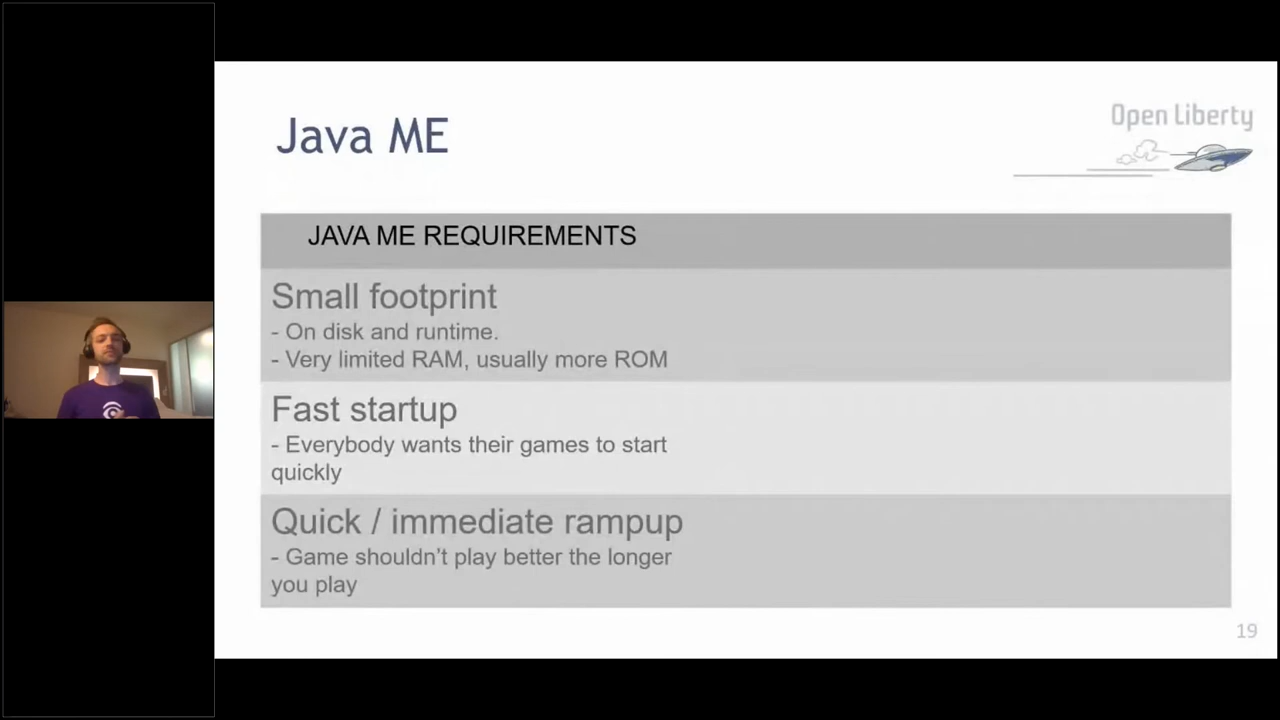 Java ME
Open Liberty
JAVA ME REQUIREMENTS
Small footprint
- On disk and runtime.
- Very limited RAM, usually more ROM
Fast startup
- Everybody wants their games to start
quickly
Quick / immediate rampup
- Game shouldn't play better the longer
you play
19